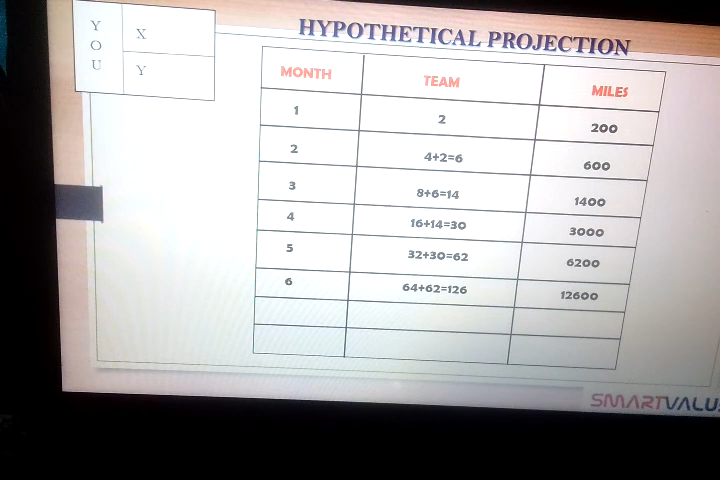 Y
O
U
X
Y
HYPOTHETICAL PROJECTION
MONTH TEAM MILES
1 2 200
2 4+2=6 600
3 8+6=14 1400
4 16+14=30 3000
5 32+30=62 6200
6 64+62=126 12600
SMARTVALU